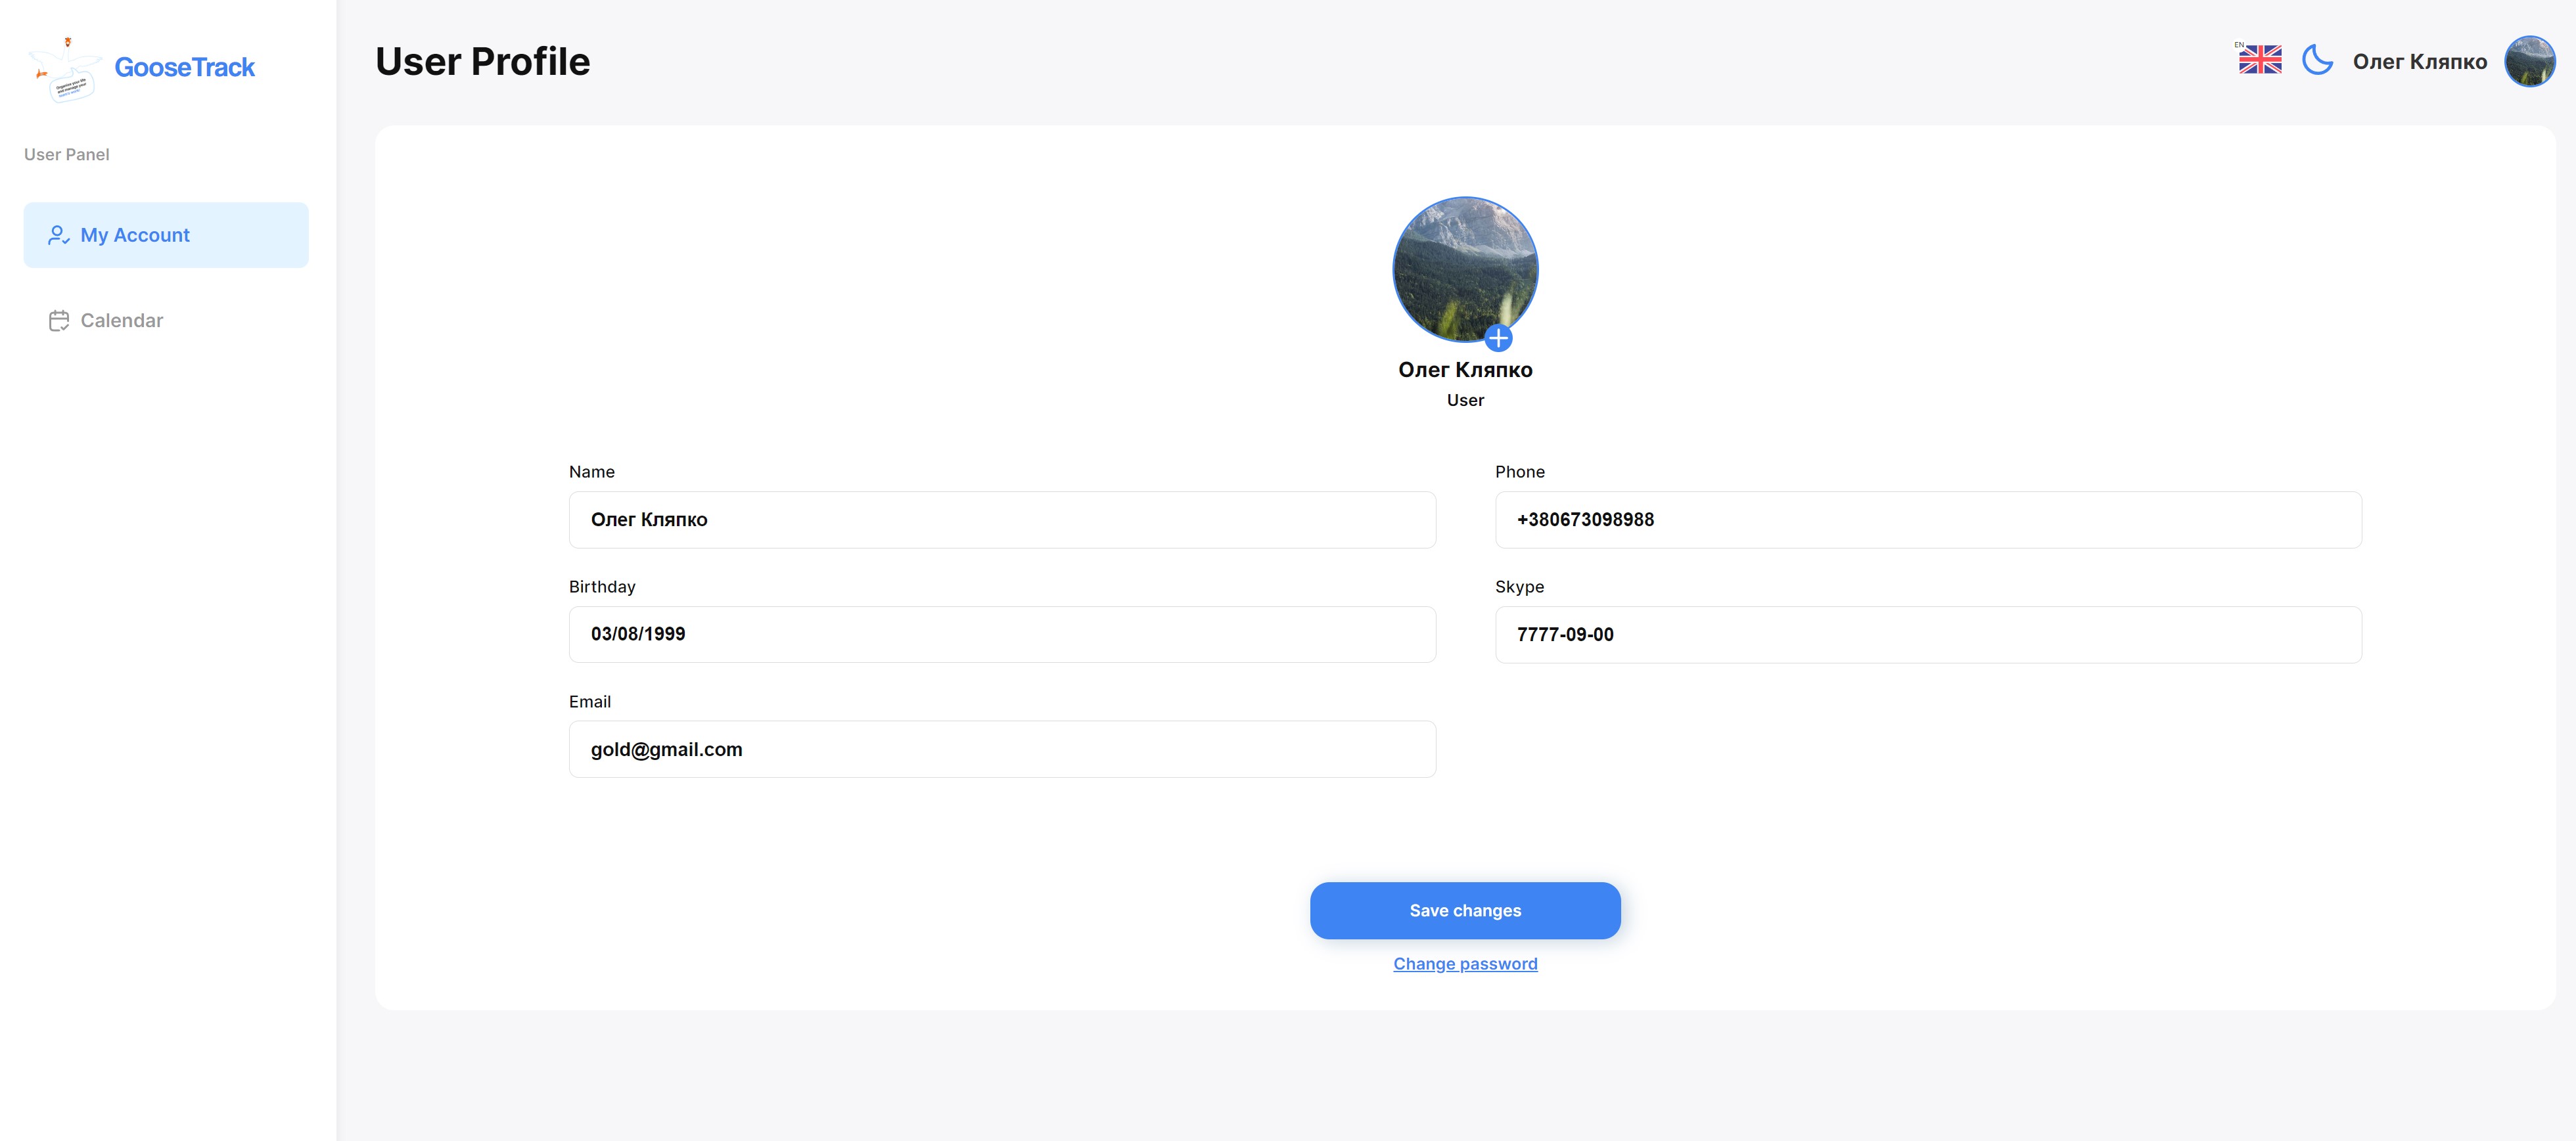 GooseTrack
User Profile
EN
Олег Кляпко
User Panel
My Account
Calendar
Олег Кляпко
User
Name
Олег Кляпко
Phone
+380673098988
Birthday
03/08/1999
Skype
7777-09-00
Email
gold@gmail.com
Save changes
Change password